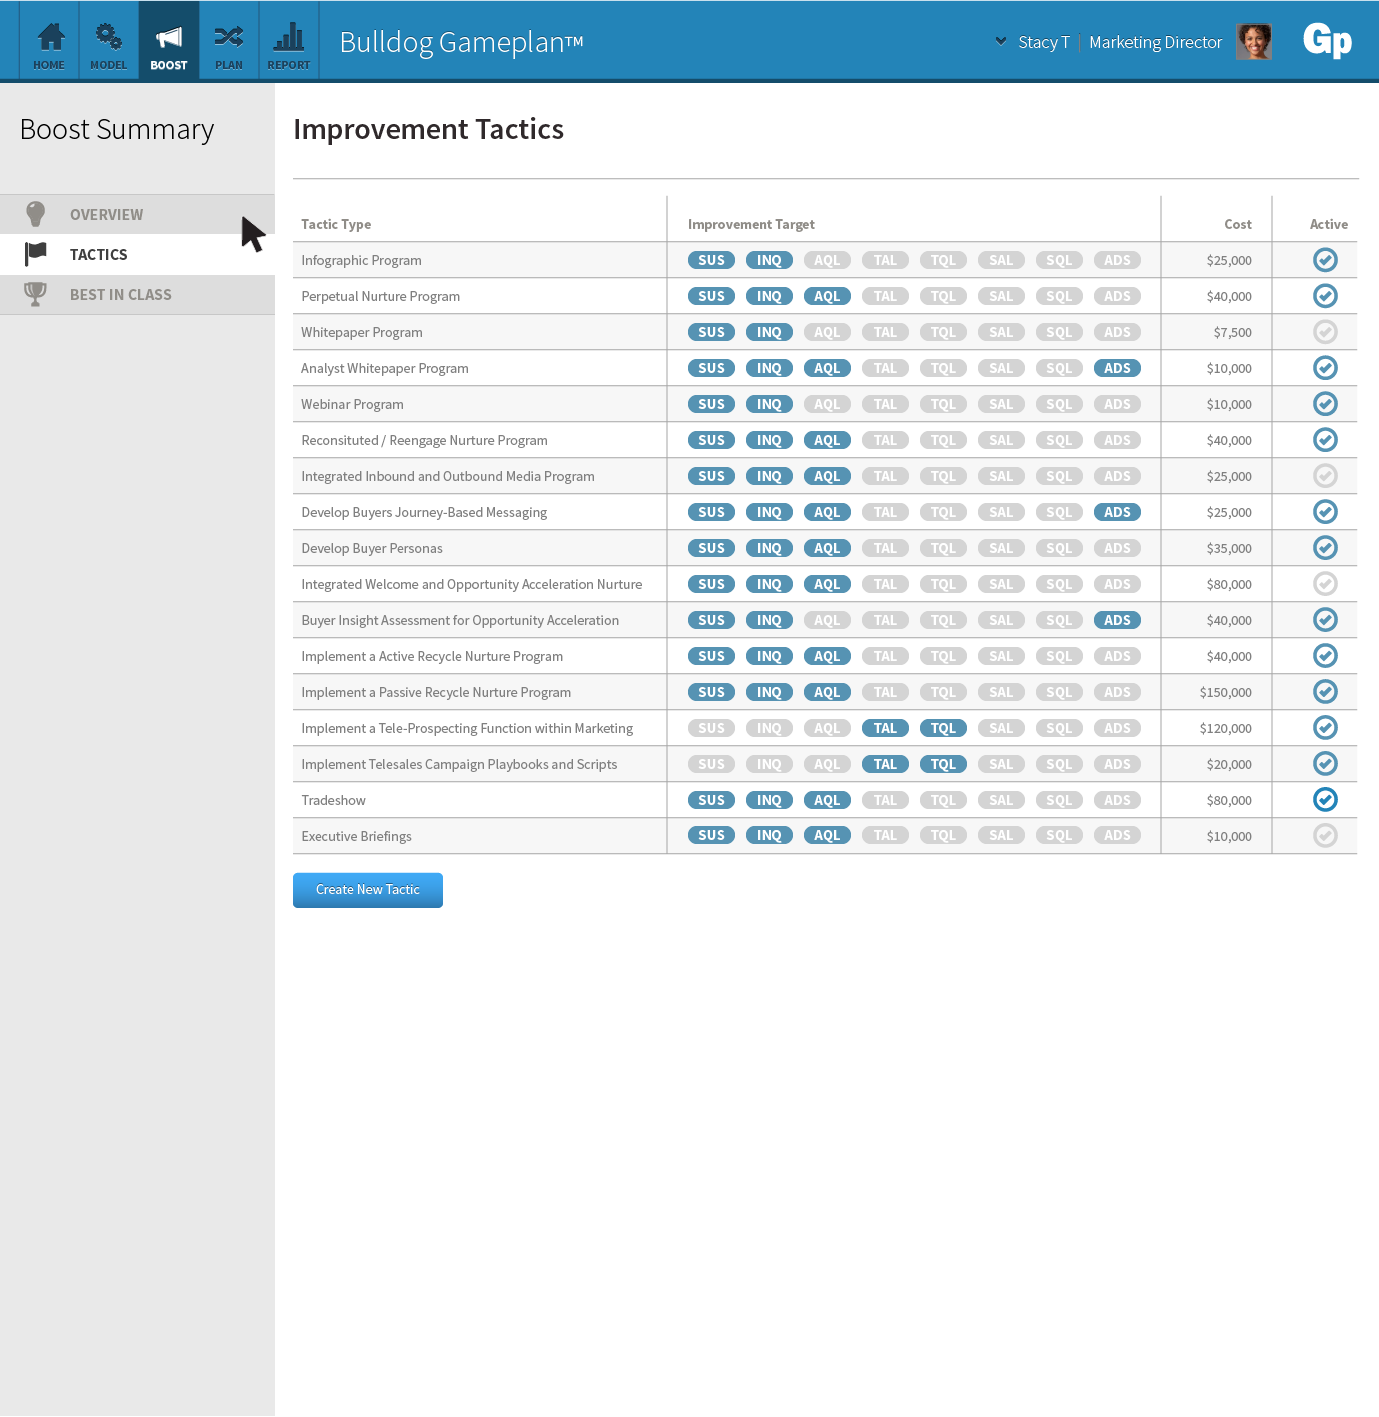 HOME MODEL BOOST PLAN REPORT
Bulldog Gameplan™
Stacy T Marketing Director
Gp
Boost Summary
OVERVIEW
TACTICS
BEST IN CLASS
Improvement Tactics
Tactic Type Improvement Target Cost Active
Infographic Program SUS INQ AQL TAL TQL SAL SQL ADS $25,000
Perpetual Nurture Program SUS INQ AQL TAL TQL SAL SQL ADS $40,000
Whitepaper Program SUS INQ AQL TAL TQL SAL SQL ADS $7,500
Analyst Whitepaper Program SUS INQ AQL TAL TQL SAL SQL ADS $10,000
Webinar Program SUS INQ AQL TAL TQL SAL SQL ADS $10,000
Reconsituted / Reengage Nurture Program SUS INQ AQL TAL TQL SAL SQL ADS $40,000
Integrated Inbound and Outbound Media Program SUS INQ AQL TAL TQL SAL SQL ADS $25,000
Develop Buyers Journey-Based Messaging SUS INQ AQL TAL TQL SAL SQL ADS $25,000
Develop Buyer Personas SUS INQ AQL TAL TQL SAL SQL ADS $35,000
Integrated Welcome and Opportunity Acceleration Nurture SUS INQ AQL TAL TQL SAL SQL ADS $80,000
Buyer Insight Assessment for Opportunity Acceleration SUS INQ AQL TAL TQL SAL SQL ADS $40,000
Implement a Active Recycle Nurture Program SUS INQ AQL TAL TQL SAL SQL ADS $40,000
Implement a Passive Recycle Nurture Program SUS INQ AQL TAL TQL SAL SQL ADS $150,000
Implement a Tele-Prospecting Function within Marketing SUS INQ AQL TAL TQL SAL SQL ADS $120,000
Implement Telesales Campaign Playbooks and Scripts SUS INQ AQL TAL TQL SAL SQL ADS $20,000
Tradeshow SUS INQ AQL TAL TQL SAL SQL ADS $80,000
Executive Briefings SUS INQ AQL TAL TQL SAL SQL ADS $10,000
Create New Tactic